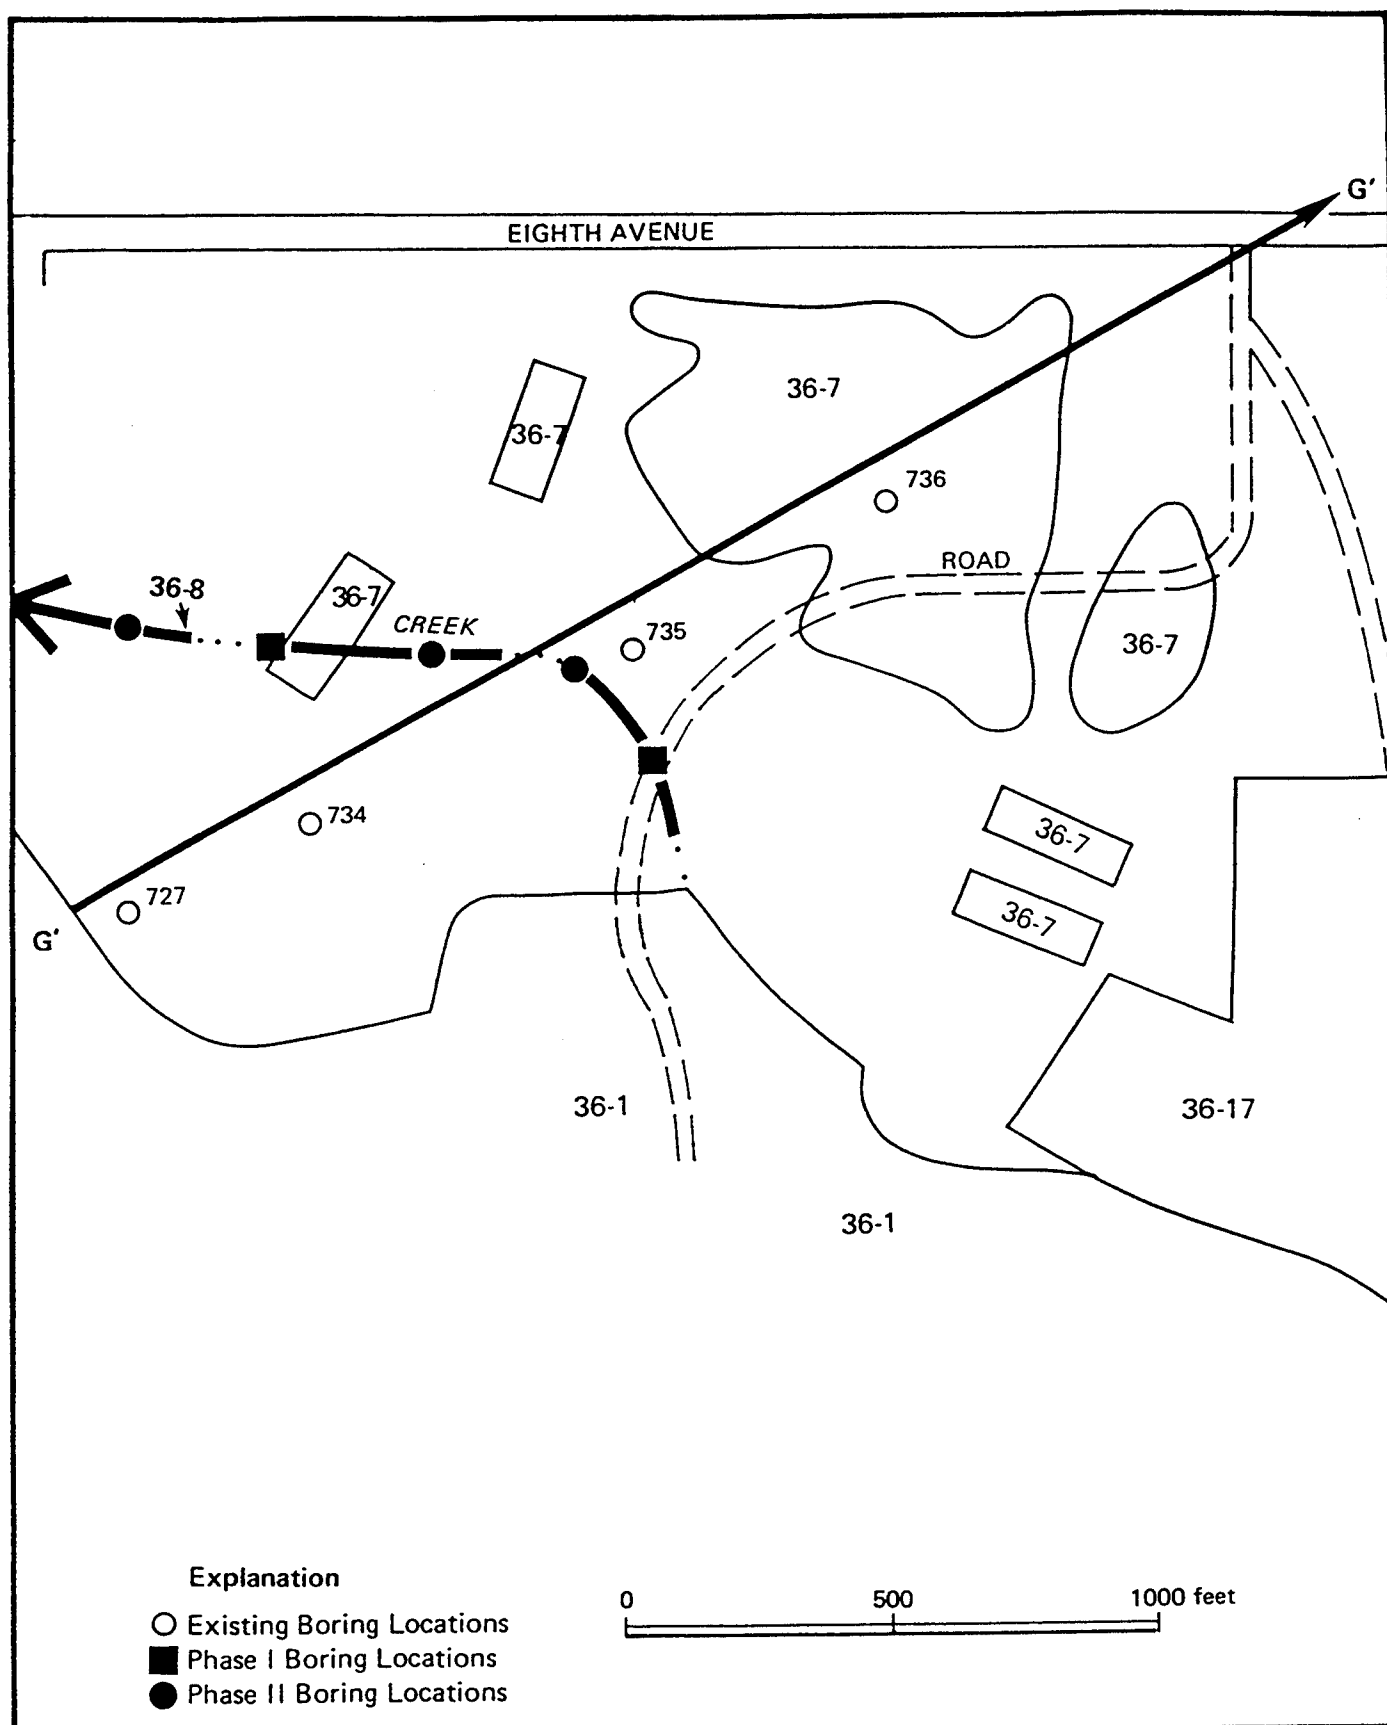 G'
EIGHTH AVENUE
36-7
36-7
736
ROAD
36-8
36-7
CREEK
735
36-7
734
36-7
727
36-7
G'
36-1
36-17
36-1
Explanation
Existing Boring Locations
Phase I Boring Locations
Phase II Boring Locations
0 500 1000 feet